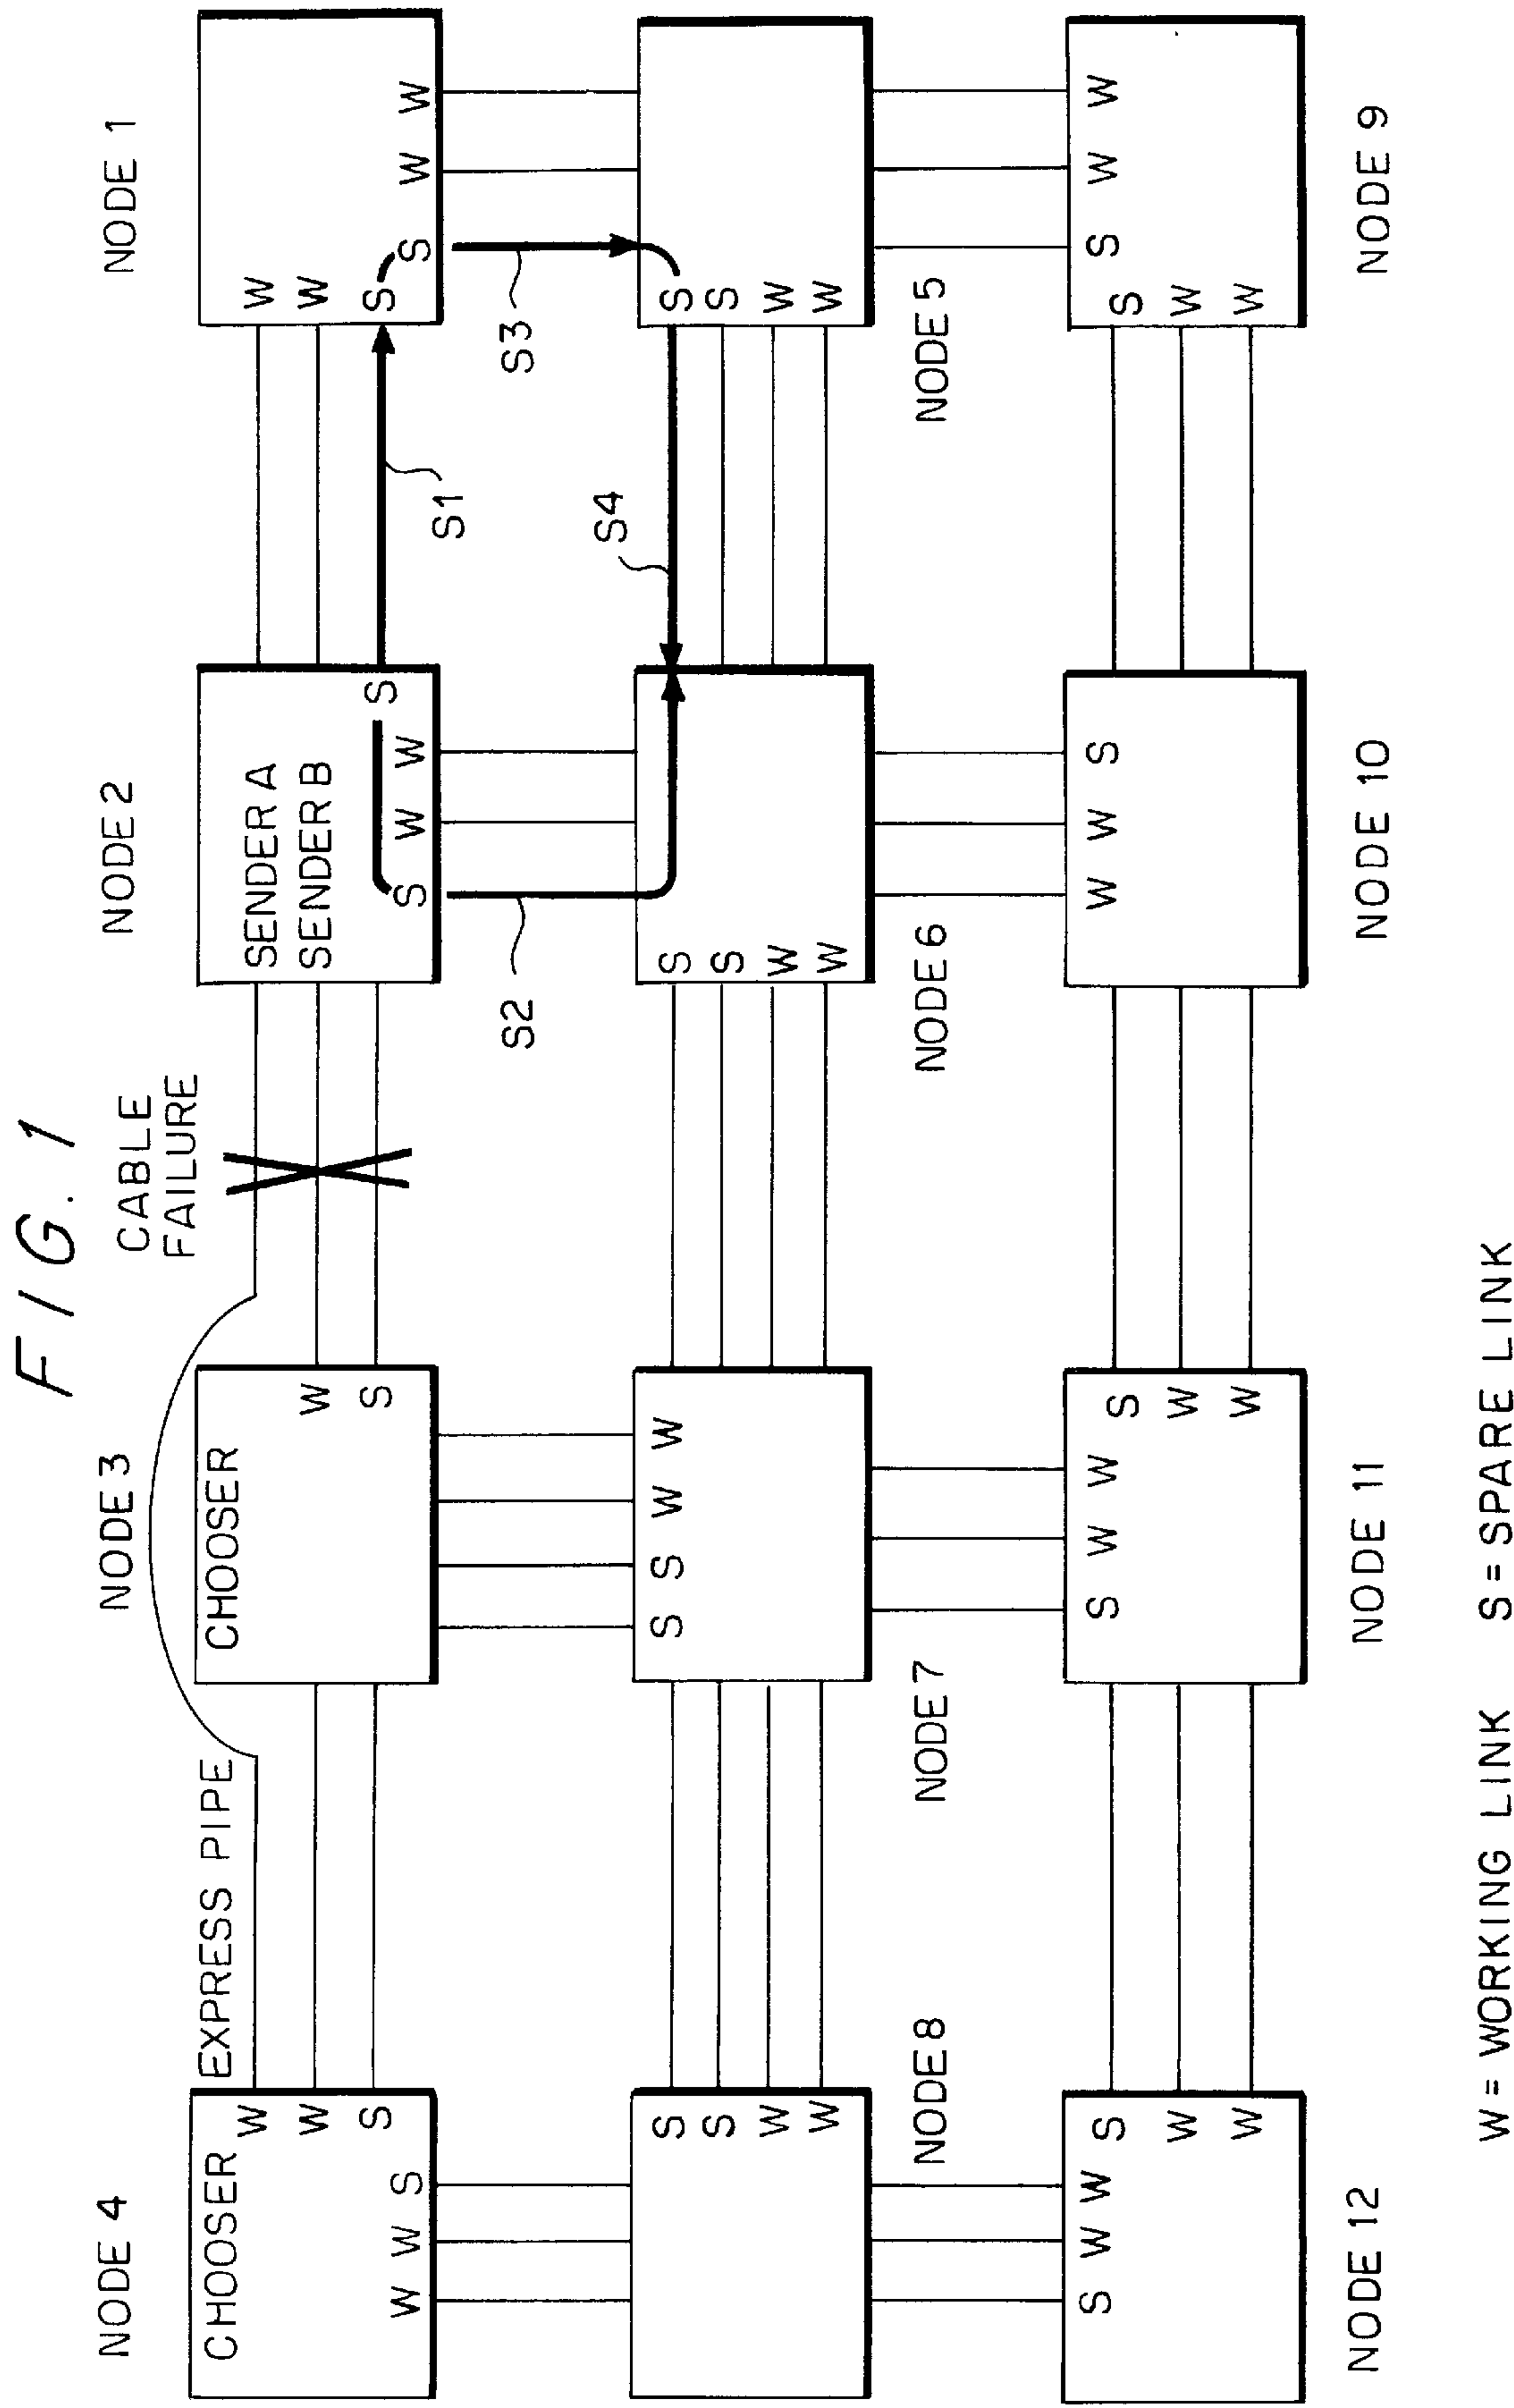 FIG. 1
CABLE
FAILURE
NODE 4
NODE 3
NODE 2
NODE 1
EXPRESS PIPE
CHOOSER
W
W
S
W W S
CHOOSER
W
S
SENDER A
SENDER B
S
S W W
W
W
S
S W W
S1
S2
S3
S4
S
S
W
W
S S W W
S
S
W
W
S
S
W
W
NODE 8
NODE 7
NODE 6
NODE 5
S W W
S
W
W
S W W
S
W
W
W W S
S W W
S
W
W
NODE 12
NODE 11
NODE 10
NODE 9
W = WORKING LINK S = SPARE LINK